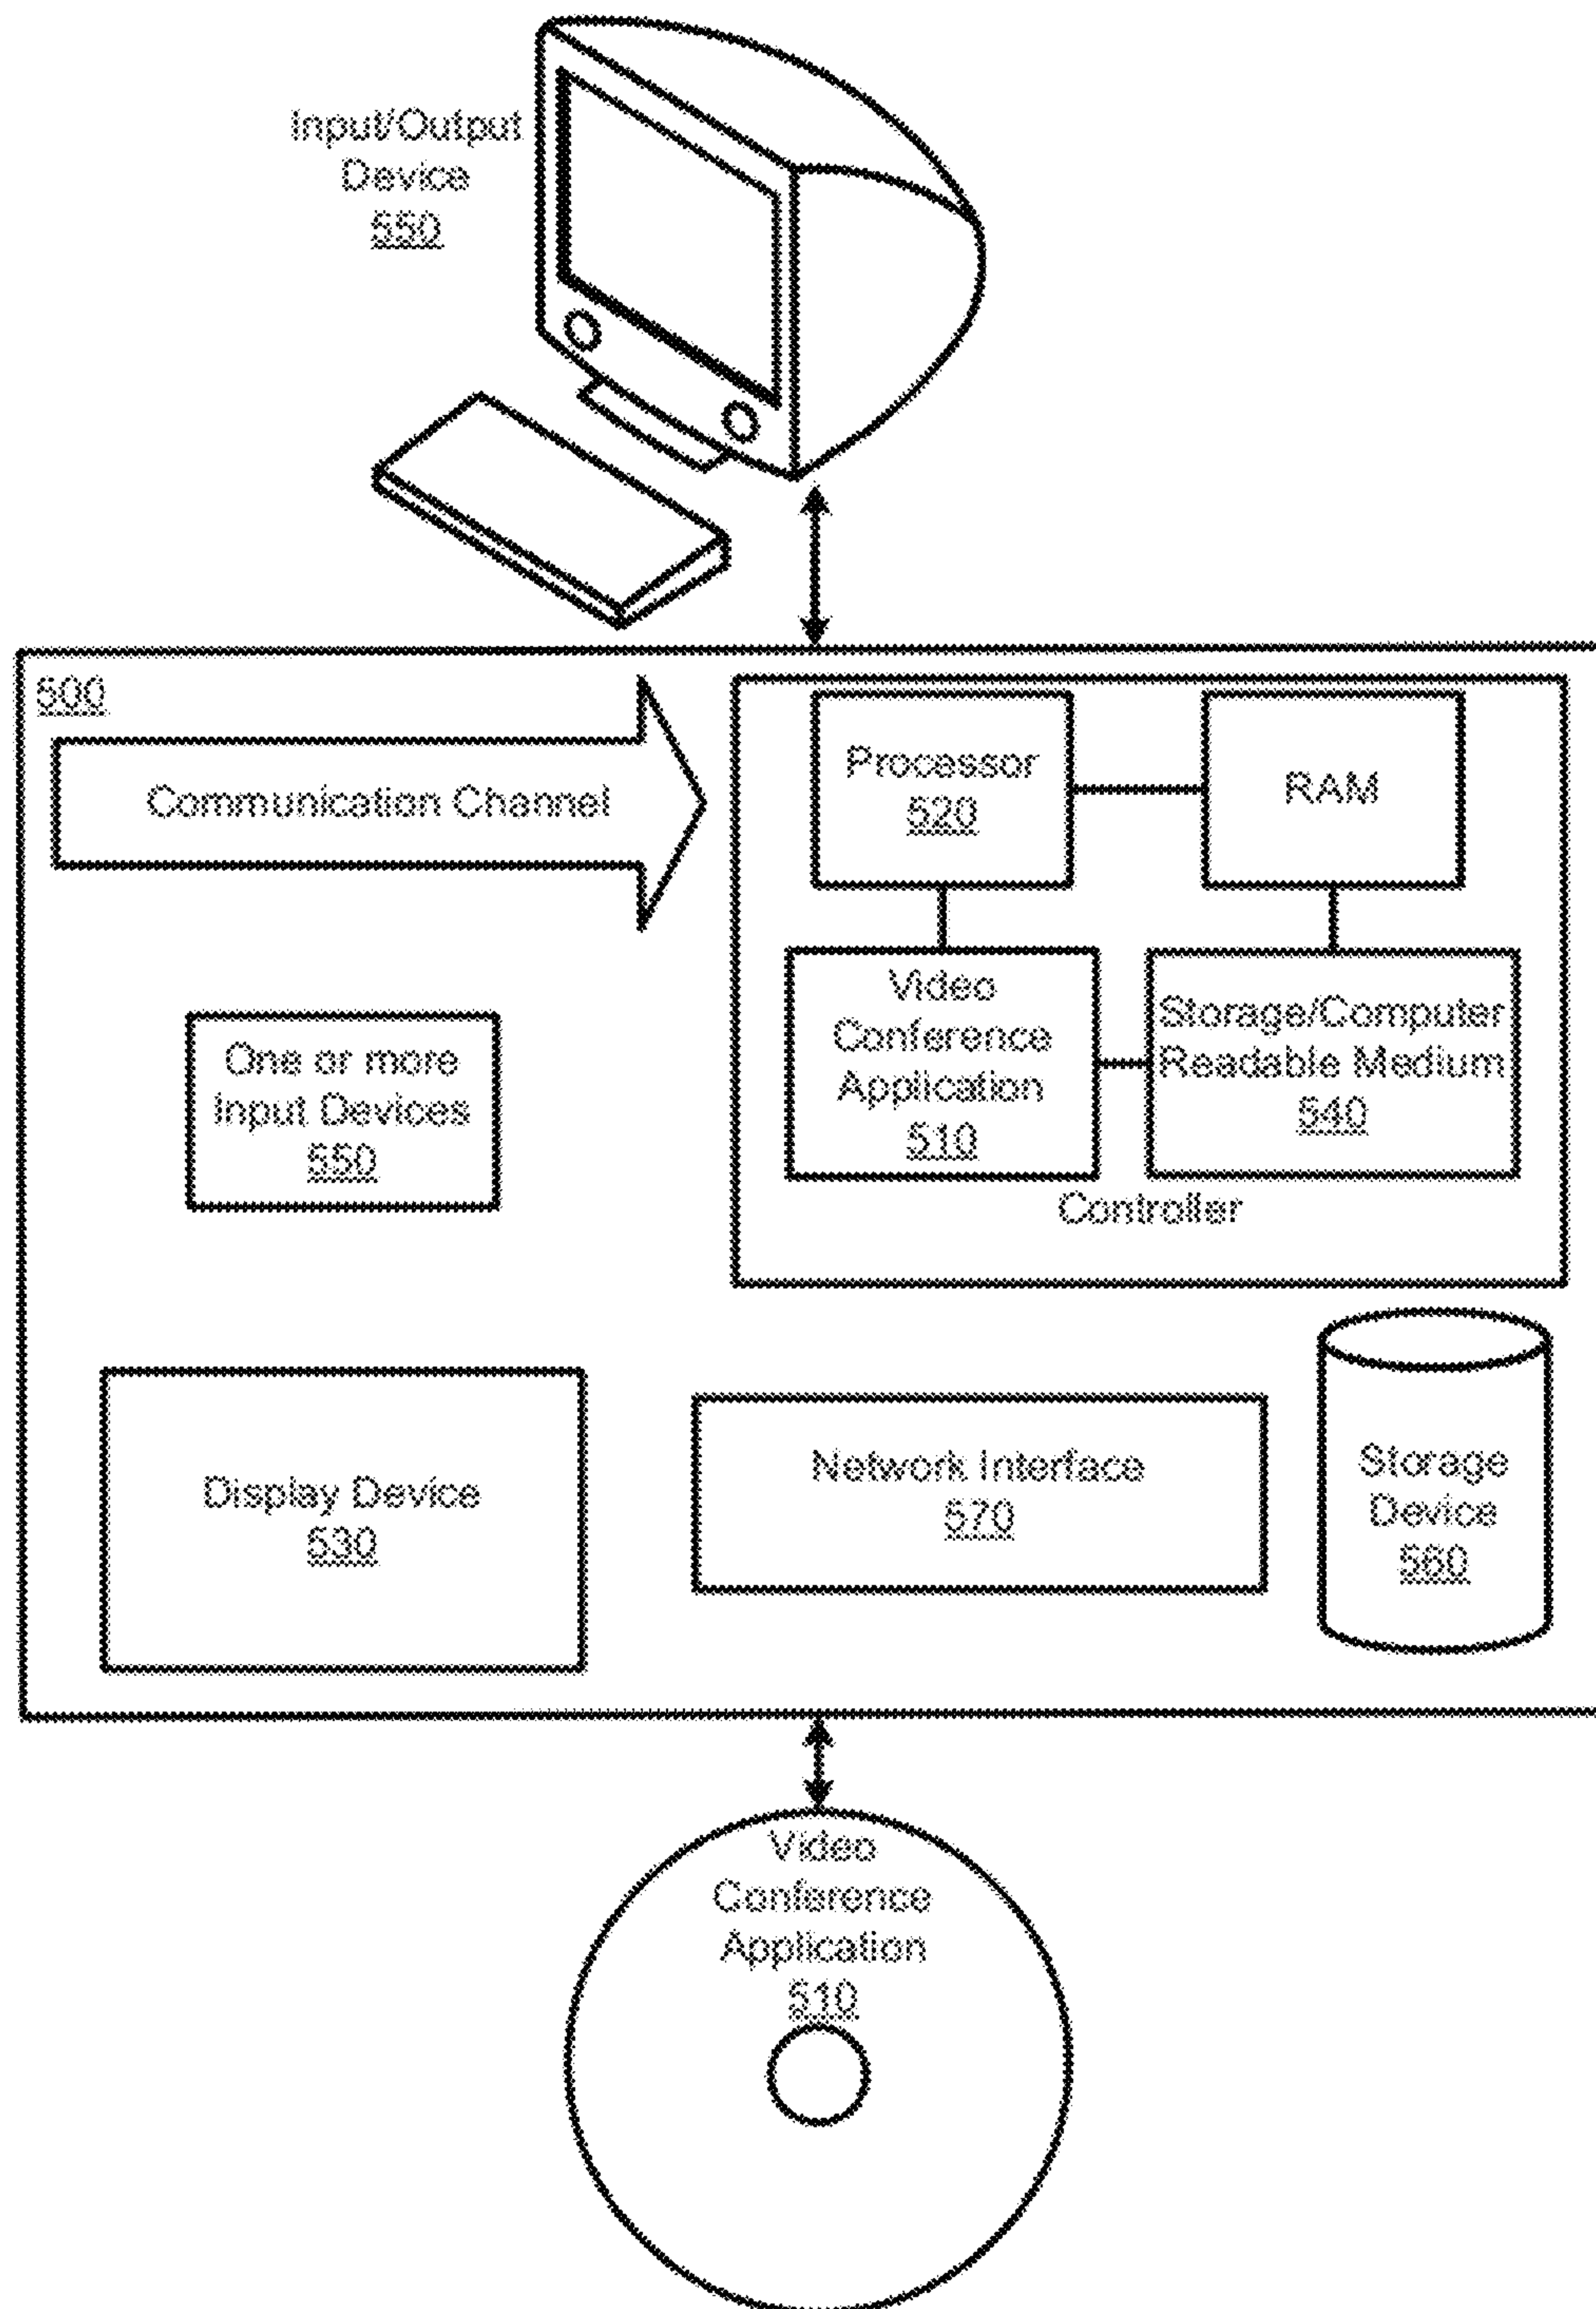 Input/Output
Device
550
500
Communication Channel
Processor
520
RAM
Video
Conference
Application
510
Storage/Computer
Readable Medium
540
Controller
One or more
Input Devices
550
Display Device
530
Network Interface
570
Storage
Device
560
Video
Conference
Application
510